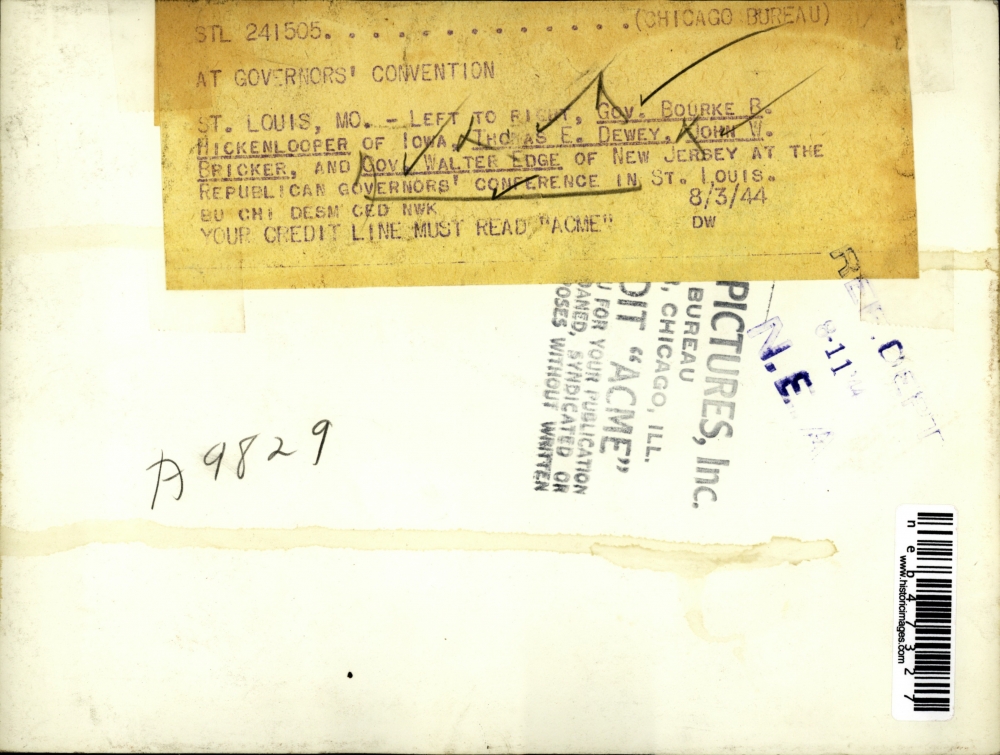 STL 241505. . . . . . . . . . . . . . (CHICAGO BUREAU)
AT GOVERNORS' CONVENTION
ST. LOUIS, MO. - LEFT TO RIGHT, GOV. BOURKE B.
HICKENLOOPER OF IOWA, THOMAS E. DEWEY, JOHN W.
BRICKER, AND GOV. WALTER EDGE OF NEW JERSEY AT THE
REPUBLICAN GOVERNORS' CONFERENCE IN ST. LOUIS.
BU CHI DESM CED NWK 8/3/44
YOUR CREDIT LINE MUST READ "ACME" DW
PICTURES, Inc.
BUREAU
, CHICAGO, ILL.
DIT "ACME"
U FOR YOUR PUBLICATION
OANED, SYNDICATED OR
OSES WITHOUT WRITTEN
REF. DEPT
8-11
N.E.A.
A9829
neb47327
www.historicimages.com